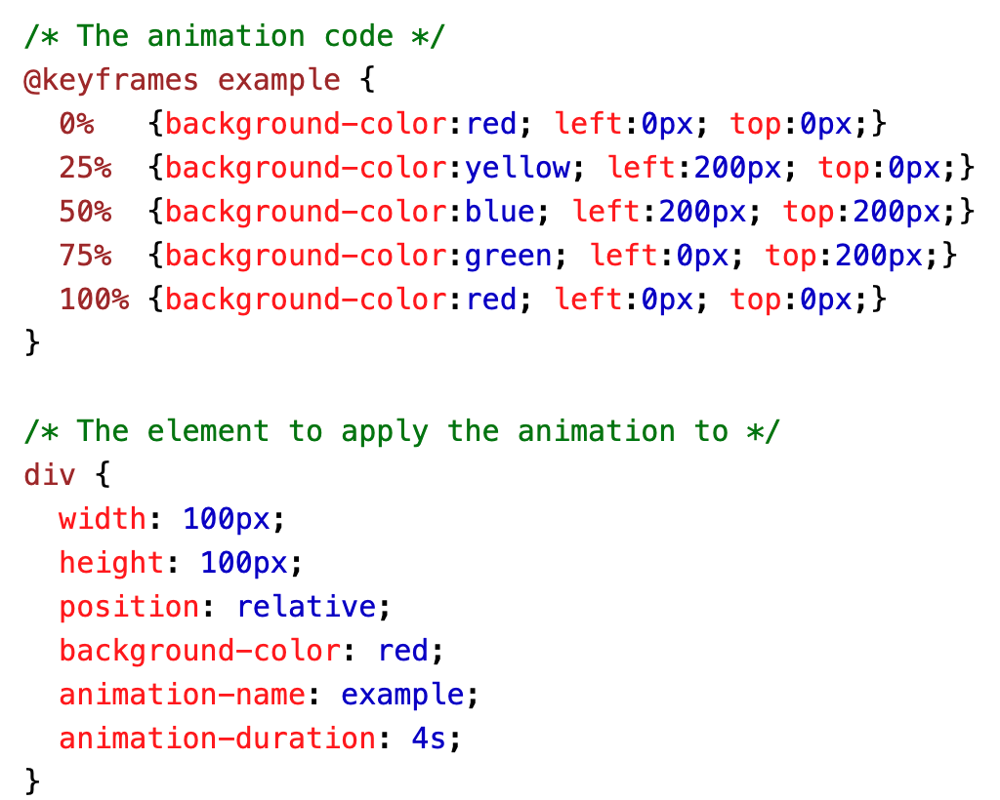 /* The animation code */
@keyframes example {
  0%   {background-color:red; left:0px; top:0px;}
  25%  {background-color:yellow; left:200px; top:0px;}
  50%  {background-color:blue; left:200px; top:200px;}
  75%  {background-color:green; left:0px; top:200px;}
  100% {background-color:red; left:0px; top:0px;}
}

/* The element to apply the animation to */
div {
  width: 100px;
  height: 100px;
  position: relative;
  background-color: red;
  animation-name: example;
  animation-duration: 4s;
}